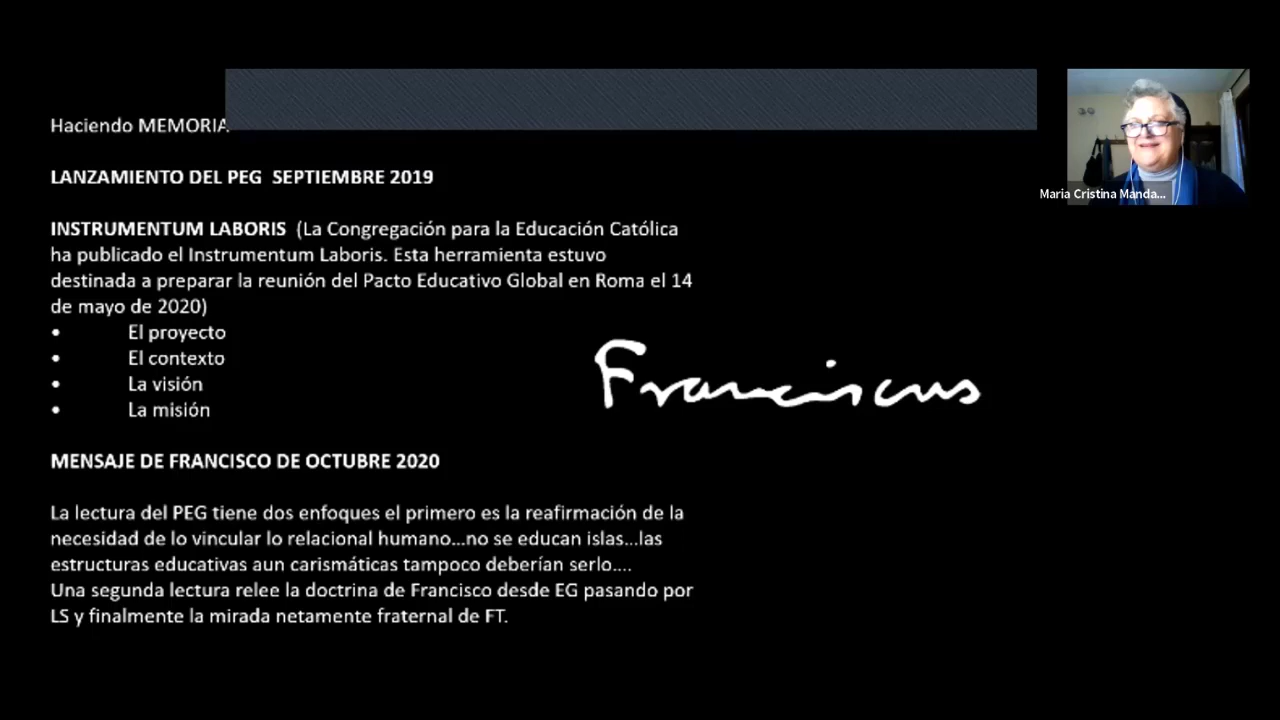 Haciendo MEMORIA
Maria Cristina Manda...
LANZAMIENTO DEL PEG SEPTIEMBRE 2019
INSTRUMENTUM LABORIS (La Congregación para la Educación Católica
ha publicado el Instrumentum Laboris. Esta herramienta estuvo
destinada a preparar la reunión del Pacto Educativo Global en Roma el 14
de mayo de 2020)
• El proyecto
• El contexto
• La visión
• La misión
Franciscus
MENSAJE DE FRANCISCO DE OCTUBRE 2020
La lectura del PEG tiene dos enfoques el primero es la reafirmación de la
necesidad de lo vincular lo relacional humano...no se educan islas...las
estructuras educativas aun carismáticas tampoco deberían serlo....
Una segunda lectura relee la doctrina de Francisco desde EG pasando por
LS y finalmente la mirada netamente fraternal de FT.